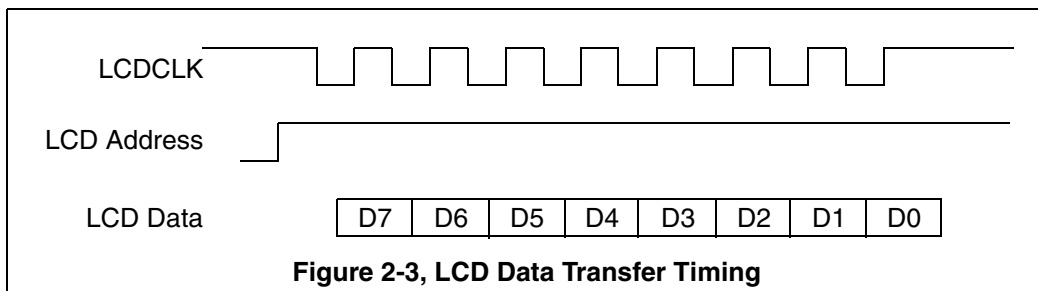 LCDCLK
LCD Address
LCD Data
D7 D6 D5 D4 D3 D2 D1 D0
Figure 2-3, LCD Data Transfer Timing